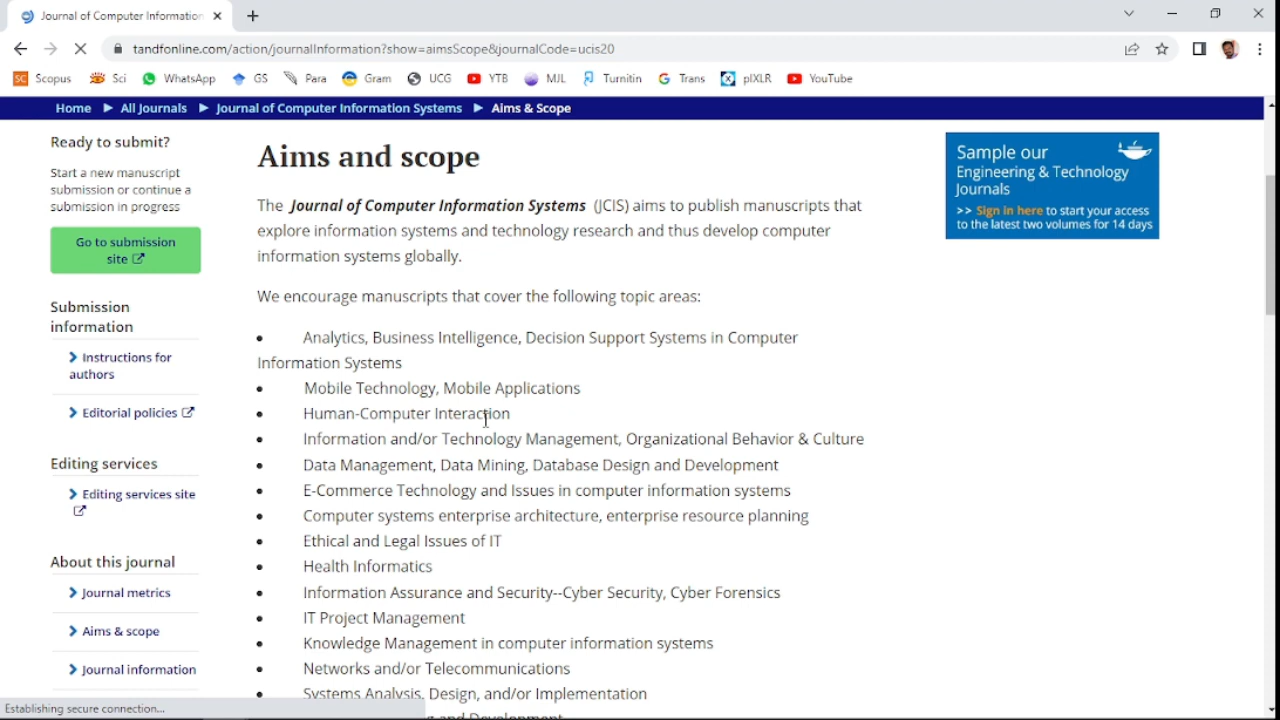 Journal of Computer Information
tandfonline.com/action/journalInformation?show=aimsScope&journalCode=ucis20
SC Scopus Sci WhatsApp GS Para Gram UCG YTB MJL Turnitin Trans pIXLR YouTube
Home All Journals Journal of Computer Information Systems Aims & Scope
Ready to submit?
Start a new manuscript
submission or continue a
submission in progress
Go to submission
site
Submission
information
Instructions for
authors
Editorial policies
Editing services
Editing services site
About this journal
Journal metrics
Aims & scope
Journal information
Aims and scope
The Journal of Computer Information Systems (JCIS) aims to publish manuscripts that
explore information systems and technology research and thus develop computer
information systems globally.
We encourage manuscripts that cover the following topic areas:
• Analytics, Business Intelligence, Decision Support Systems in Computer
Information Systems
• Mobile Technology, Mobile Applications
• Human-Computer Interaction
• Information and/or Technology Management, Organizational Behavior & Culture
• Data Management, Data Mining, Database Design and Development
• E-Commerce Technology and Issues in computer information systems
• Computer systems enterprise architecture, enterprise resource planning
• Ethical and Legal Issues of IT
• Health Informatics
• Information Assurance and Security--Cyber Security, Cyber Forensics
• IT Project Management
• Knowledge Management in computer information systems
• Networks and/or Telecommunications
• Systems Analysis, Design, and/or Implementation
and Development
Sample our
Engineering & Technology
Journals
>> Sign in here to start your access
to the latest two volumes for 14 days
Establishing secure connection...